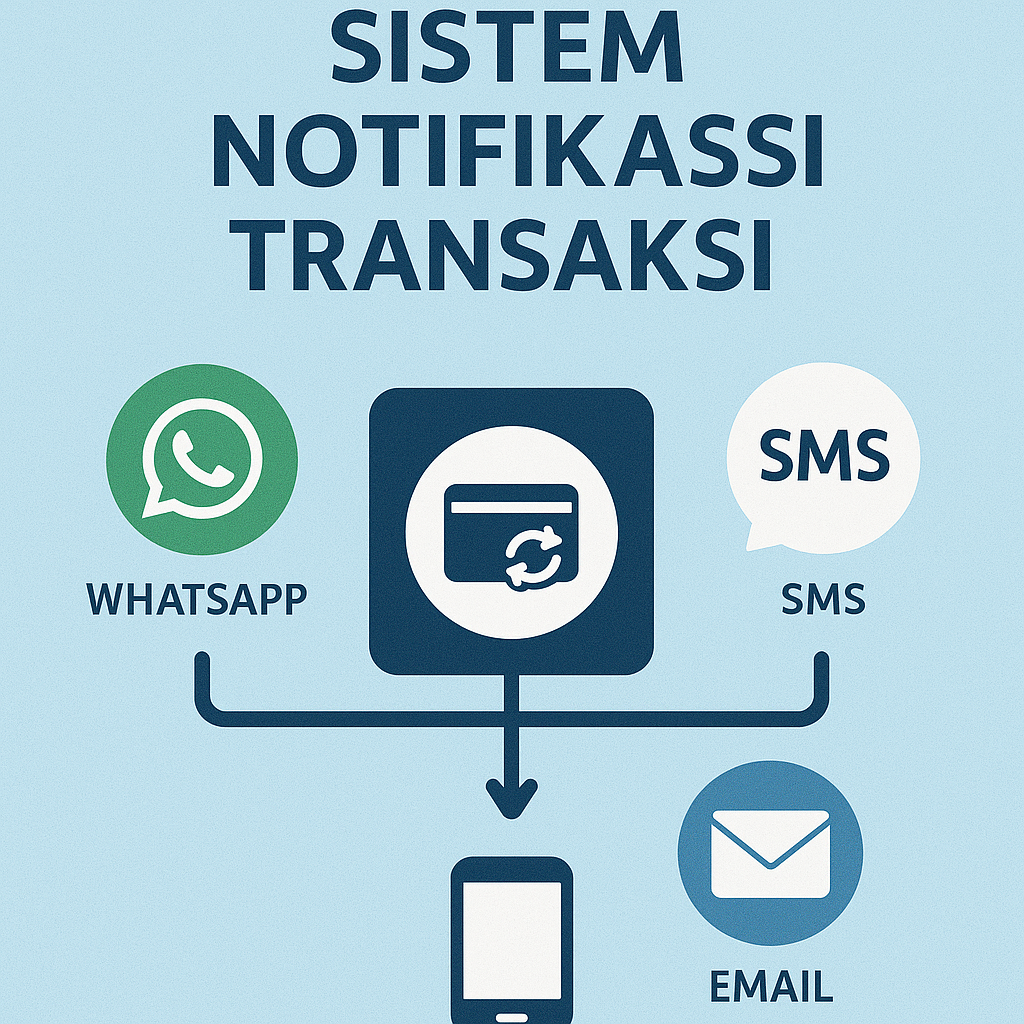 SISTEM
NOTIFIKASSI
TRANSAKSI
SMS
WHATSAPP
SMS
EMAIL